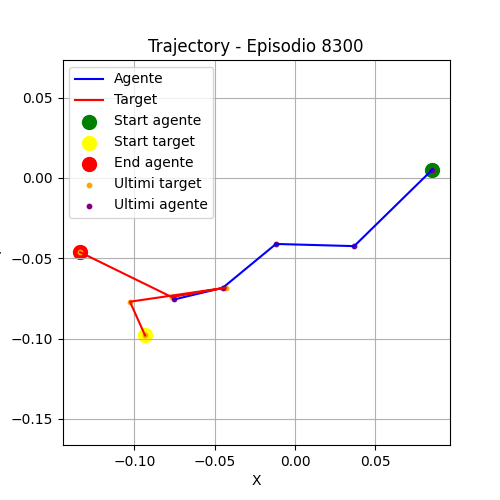 Trajectory - Episodio 8300
Agente
Target
Start agente
Start target
End agente
Ultimi target
Ultimi agente
0.05
0.00
−0.05
−0.10
−0.15
−0.10
−0.05
0.00
0.05
X